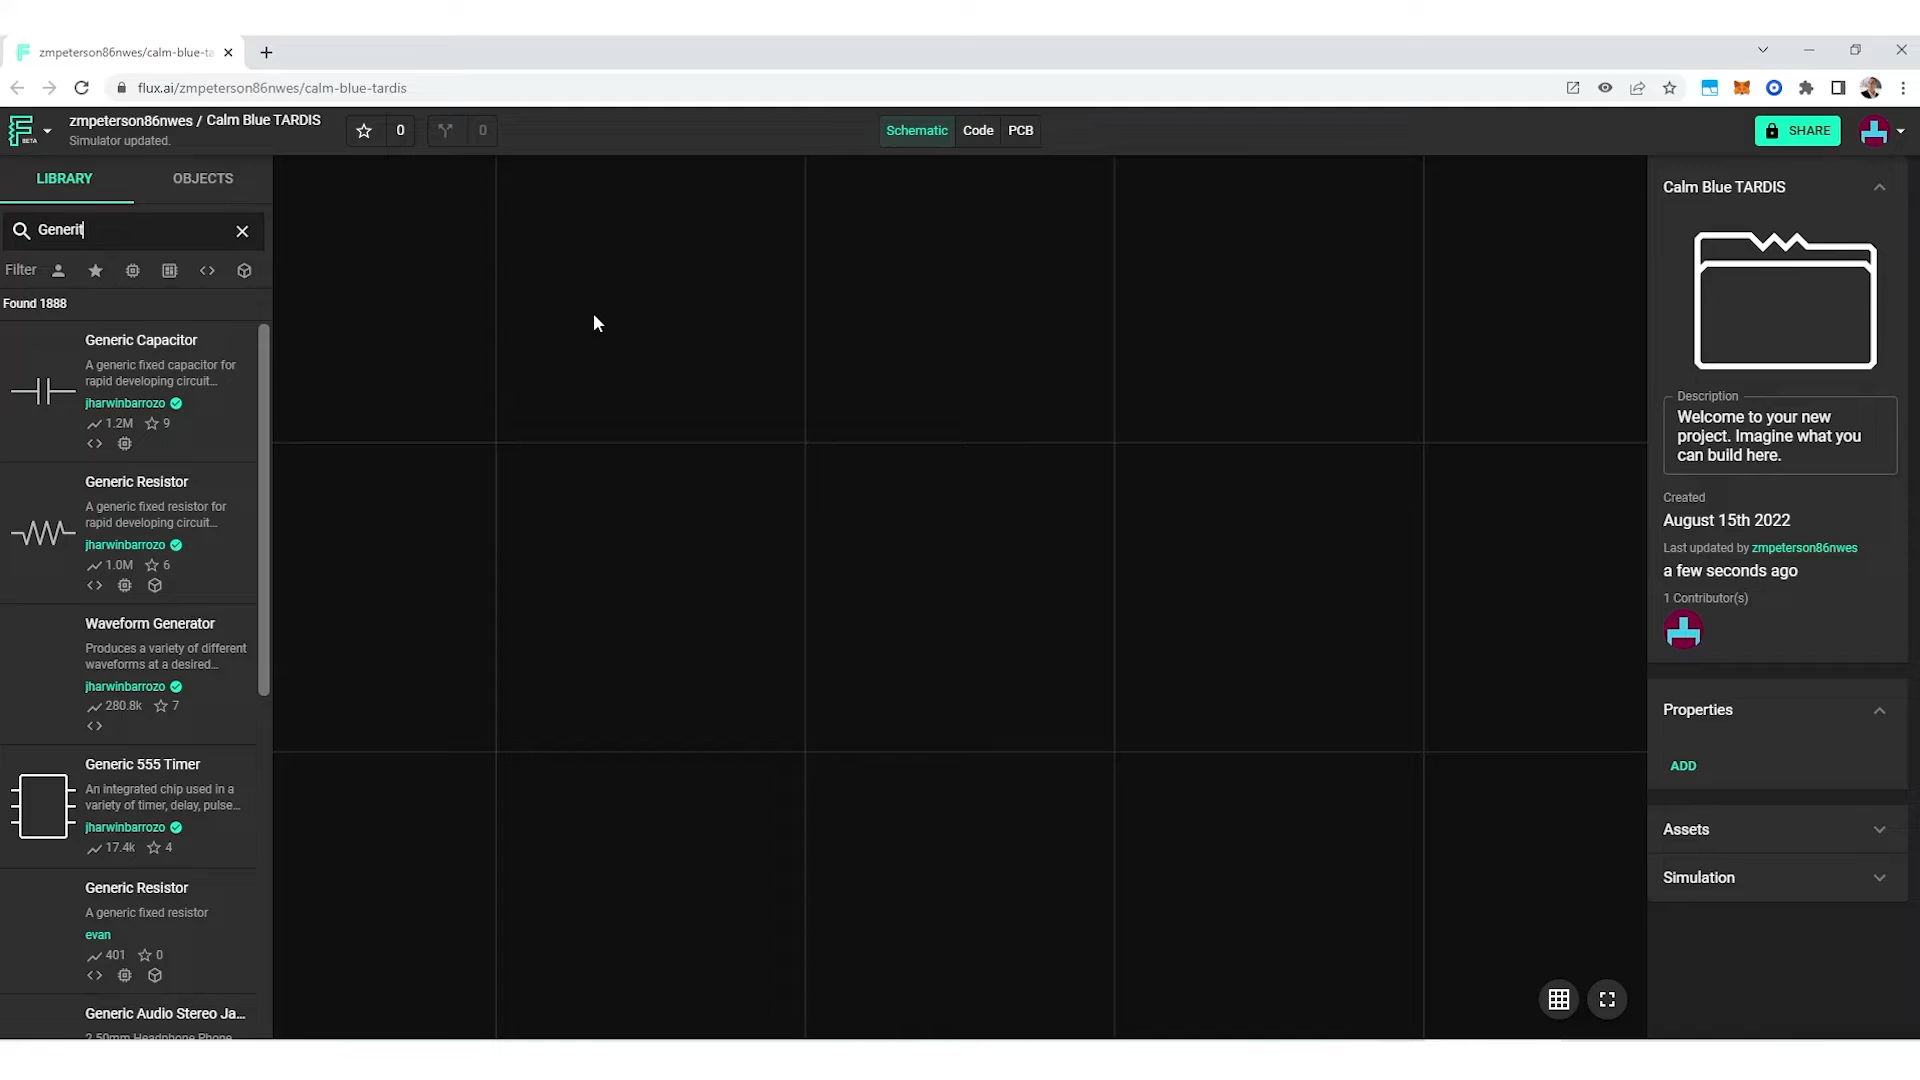 zmpeterson86nwes/calm-blue-ta
flux.ai/zmpeterson86nwes/calm-blue-tardis
BETA
zmpeterson86nwes / Calm Blue TARDIS
Simulator updated.
0
0
Schematic
Code
PCB
SHARE
LIBRARY
OBJECTS
Generit
Filter
Found 1888
Generic Capacitor
A generic fixed capacitor for
rapid developing circuit...
jharwinbarrozo
1.2M
9
Generic Resistor
A generic fixed resistor for
rapid developing circuit...
jharwinbarrozo
1.0M
6
Waveform Generator
Produces a variety of different
waveforms at a desired...
jharwinbarrozo
280.8k
7
Generic 555 Timer
An integrated chip used in a
variety of timer, delay, pulse...
jharwinbarrozo
17.4k
4
Generic Resistor
A generic fixed resistor
evan
401
0
Generic Audio Stereo Ja...
2.50mm Headphone Phone
Calm Blue TARDIS
Description
Welcome to your new
project. Imagine what you
can build here.
Created
August 15th 2022
Last updated by zmpeterson86nwes
a few seconds ago
1 Contributor(s)
Properties
ADD
Assets
Simulation